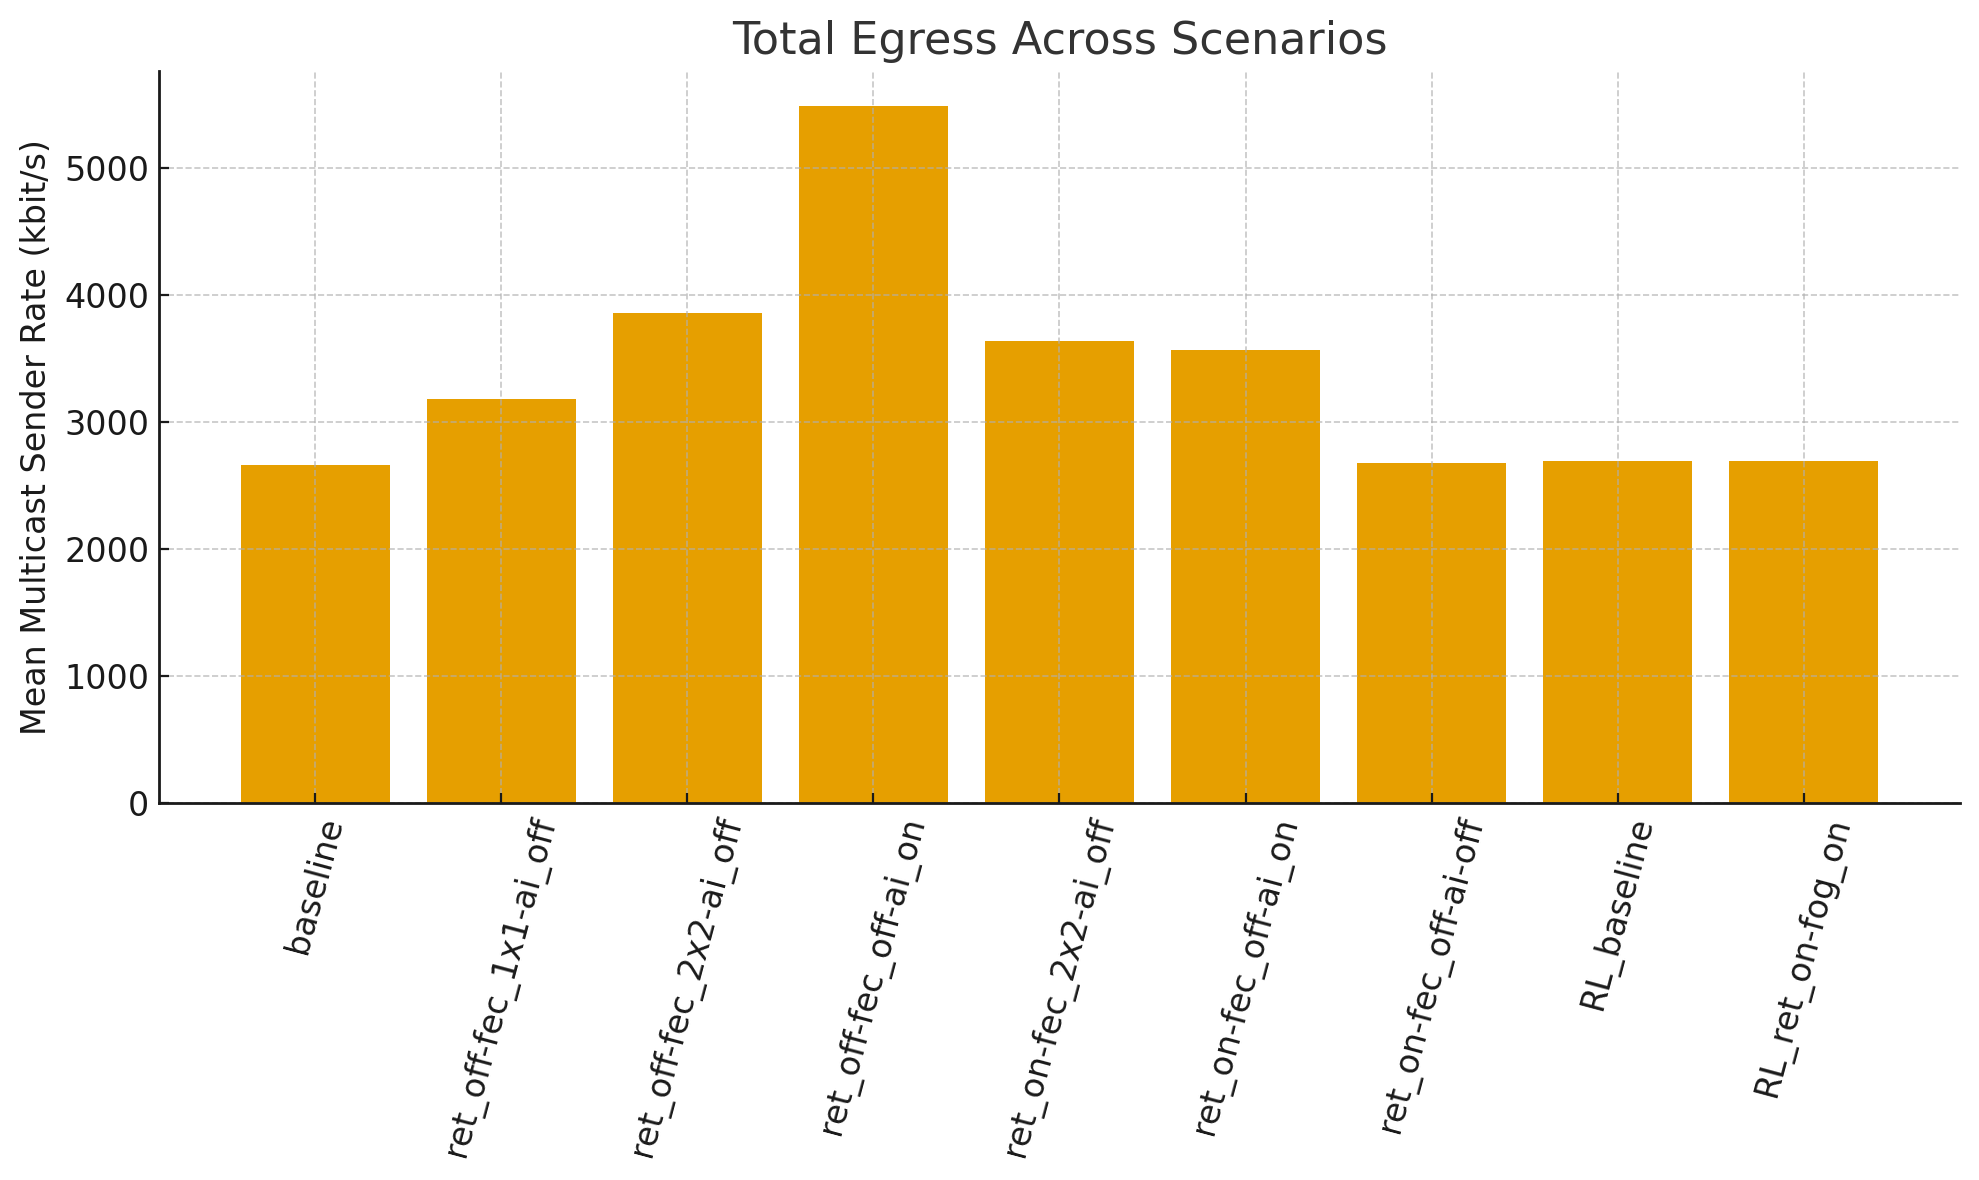 Total Egress Across Scenarios
Mean Multicast Sender Rate (kbit/s)
5000
4000
3000
2000
1000
0
baseline
ret_off-fec_1x1-ai_off
ret_off-fec_2x2-ai_off
ret_off-fec_off-ai_on
ret_on-fec_2x2-ai_off
ret_on-fec_off-ai_on
ret_on-fec_off-ai-off
RL_baseline
RL_ret_on-fog_on